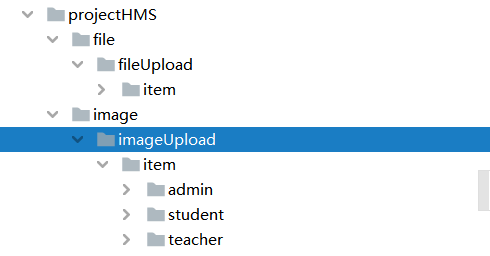 projectHMS
file
fileUpload
item
image
imageUpload
item
admin
student
teacher